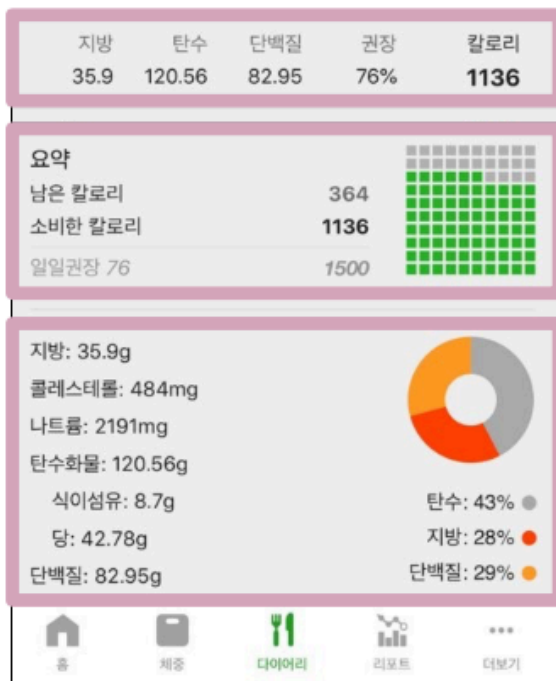 지방 탄수 단백질 권장 칼로리
35.9 120.56 82.95 76% 1136
요약
남은 칼로리 364
소비한 칼로리 1136
일일권장 76 1500
지방: 35.9g
콜레스테롤: 484mg
나트륨: 2191mg
탄수화물: 120.56g
식이섬유: 8.7g
당: 42.78g
단백질: 82.95g
탄수: 43%
지방: 28%
단백질: 29%
홈 체중 다이어리 리포트 더보기